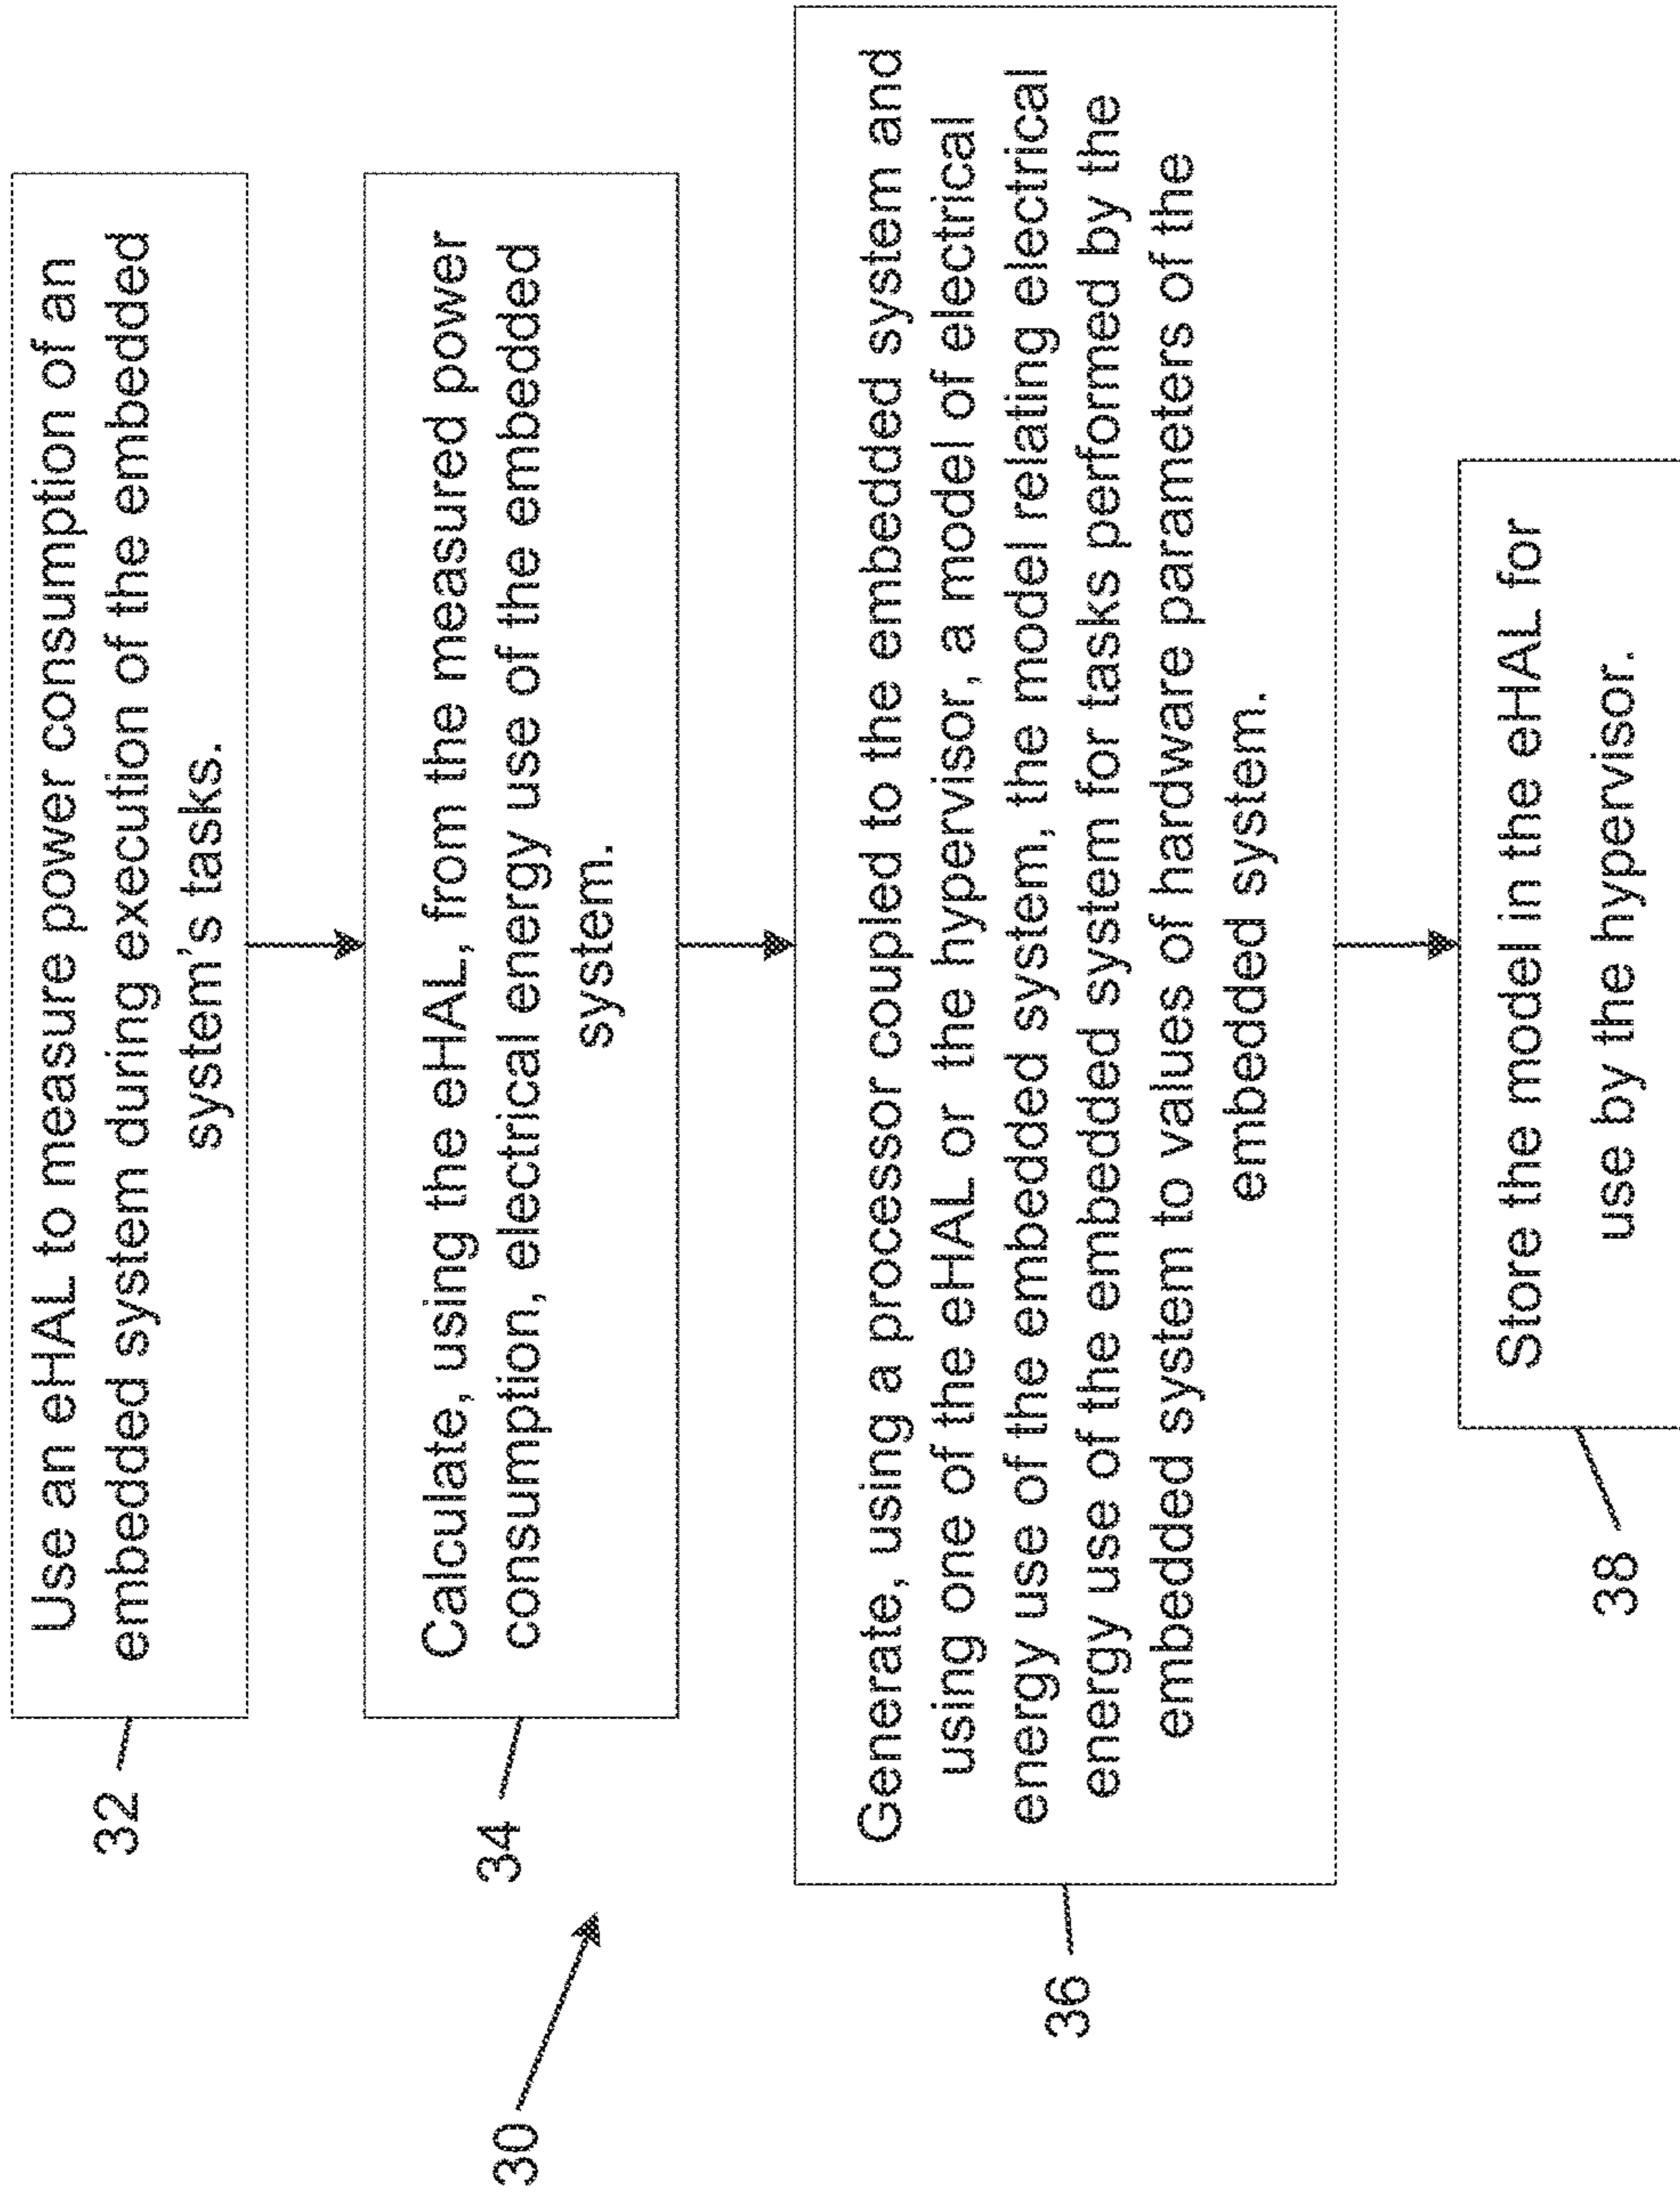 30
32
Use an eHAL to measure power consumption of an
embedded system during execution of the embedded
system's tasks.
34
Calculate, using the eHAL, from the measured power
consumption, electrical energy use of the embedded
system.
36
Generate, using a processor coupled to the embedded system and
using one of the eHAL or the hypervisor, a model of electrical
energy use of the embedded system, the model relating electrical
energy use of the embedded system for tasks performed by the
embedded system to values of hardware parameters of the
embedded system.
38
Store the model in the eHAL for
use by the hypervisor.